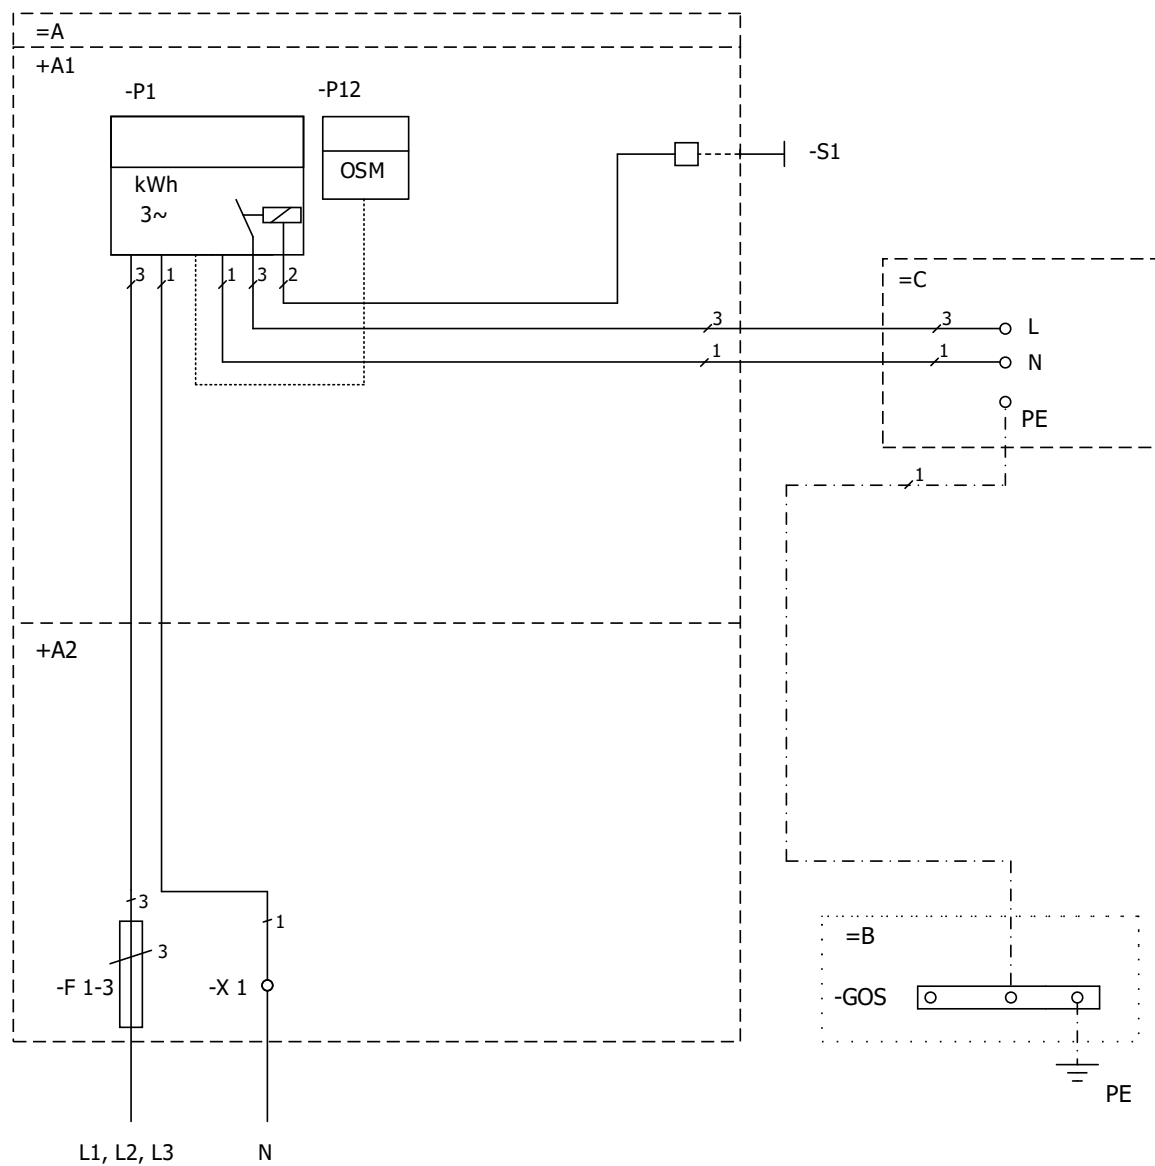 =A
+A1
-P1
-P12
kWh
3~
OSM
-S1
3
1
1
3
2
=C
3
3
L
1
1
N
PE
1
+A2
3
1
3
-F 1-3
-X 1
=B
-GOS
PE
L1, L2, L3
N